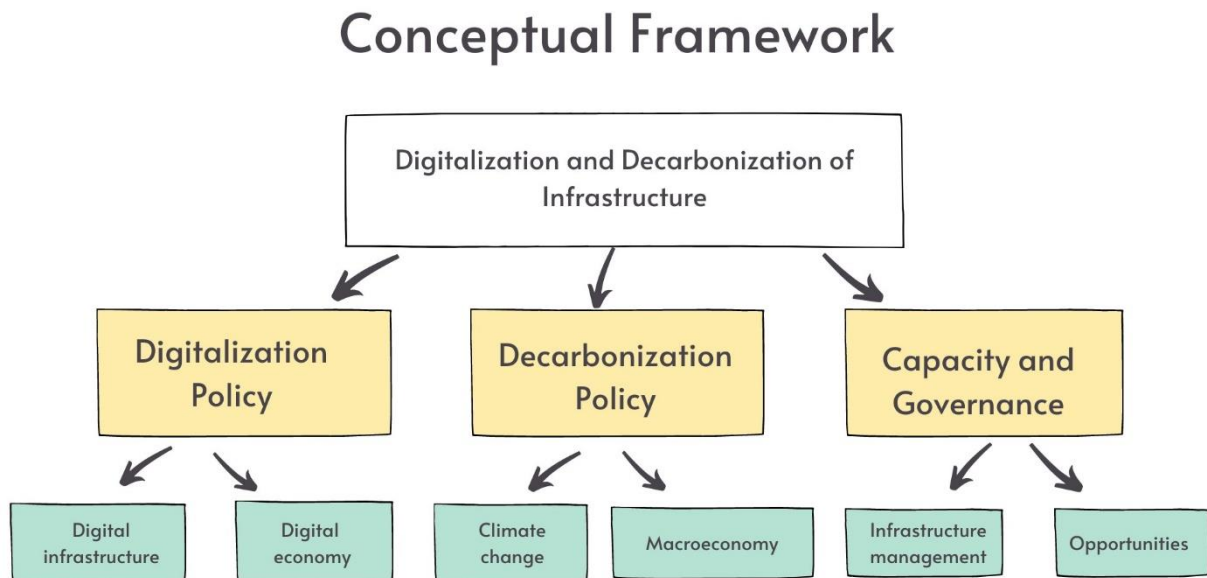 Conceptual Framework
Digitalization and Decarbonization of
Infrastructure
Digitalization
Policy
Decarbonization
Policy
Capacity and
Governance
Digital
infrastructure
Digital
economy
Climate
change
Macroeconomy
Infrastructure
management
Opportunities